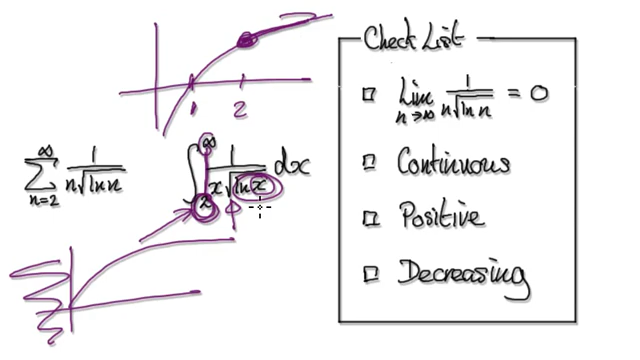 1 2
∞
∑ 1/(n√(ln n))
n=2
∞
∫ 1/(x√(ln x)) dx
2
Check List
Lim 1/(n√(ln n)) = 0
n→∞
Continuous
Positive
Decreasing